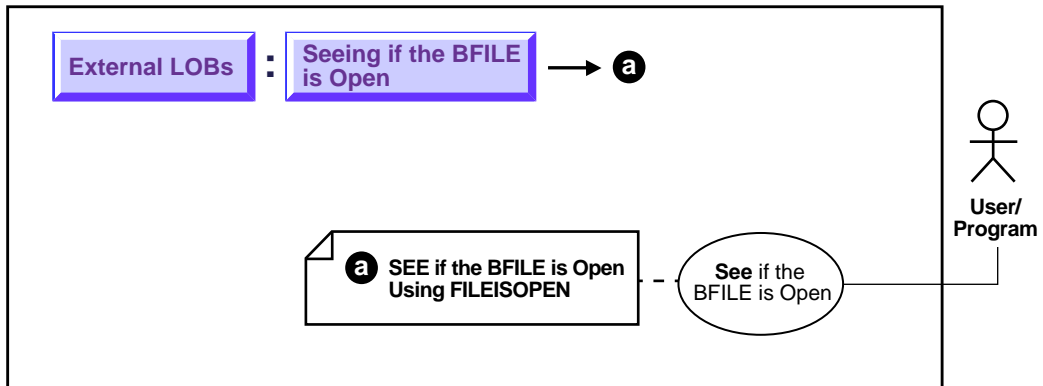 External LOBs : Seeing if the BFILE
is Open
a
User/
Program
a SEE if the BFILE is Open
Using FILEISOPEN
See if the
BFILE is Open